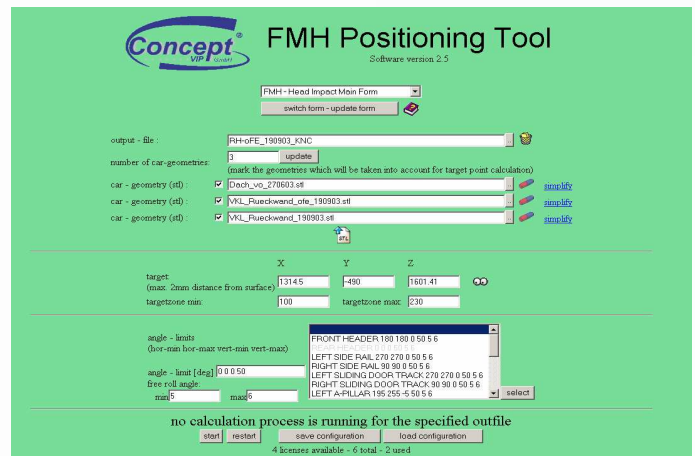 Concept®
VIP GmbH
FMH Positioning Tool
Software version 2.5
FMH - Head Impact Main Form
switch form - update form
output - file :
RH-oFE_190903_KNC
..
number of car-geometries:
3
update
(mark the geometries which will be taken into account for target point calculation)
car - geometry (stl) :
Dach_vo_270603.stl
..
simplify
car - geometry (stl) :
VKL_Rueckwand_ofe_190903.stl
..
simplify
car - geometry (stl) :
VKL_Rueckwand_190903.stl
..
simplify
STL
X Y Z
target:
(max. 2mm distance from surface)
1314.5
-490
1601.41
targetzone min:
100
targetzone max:
230
angle - limits
(hor-min hor-max vert-min vert-max)
FRONT HEADER 180 180 0 50 5 6
REAR HEADER 0 0 0 50 5 6
LEFT SIDE RAIL 270 270 0 50 5 6
RIGHT SIDE RAIL 90 90 0 50 5 6
LEFT SLIDING DOOR TRACK 270 270 0 50 5 6
RIGHT SLIDING DOOR TRACK 90 90 0 50 5 6
LEFT A-PILLAR 195 255 -5 50 5 6
angle - limit [deg]
0 0 0 50
free roll angle:
min
5
max
6
select
no calculation process is running for the specified outfile
start
restart
save configuration
load configuration
4 licenses available - 6 total - 2 used